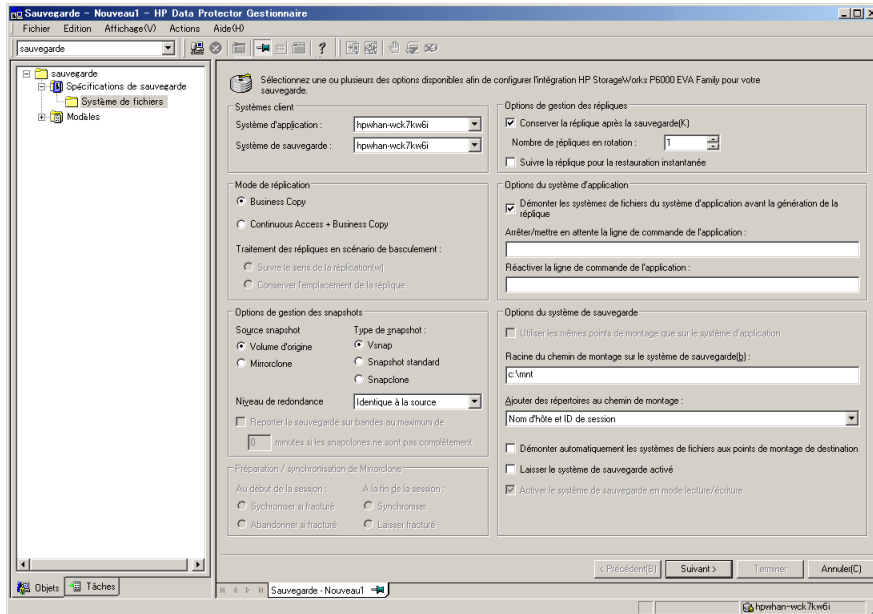 Sauvegarde - Nouveau1 - HP Data Protector Gestionnaire
Fichier Edition Affichage(V) Actions Aide(H)
sauvegarde
sauvegarde
Spécifications de sauvegarde
Système de fichiers
Modèles
Sélectionnez une ou plusieurs des options disponibles afin de configurer l'intégration HP StorageWorks P6000 EVA Family pour votre
sauvegarde.
Systèmes client
Système d'application :
hpwhan-wck7kw6i
Système de sauvegarde :
hpwhan-wck7kw6i
Mode de réplication
Business Copy
Continuous Access + Business Copy
Traitement des répliques en scénario de basculement :
Suivre le sens de la réplication(w)
Conserver l'emplacement de la réplique
Options de gestion des snapshots
Source snapshot
Type de snapshot :
Volume d'origine
Vsnap
Mirrorclone
Snapshot standard
Snapclone
Niveau de redondance
Identique à la source
Reporter la sauvegarde sur bandes au maximum de
0 minutes si les snapclones ne sont pas complètement
Préparation / synchronisation de Mirrorclone
Au début de la session :
A la fin de la session :
Sychroniser si fracturé
Synchroniser
Abandonner si fracturé
Laisser fracturé
Options de gestion des répliques
Conserver la réplique après la sauvegarde(K)
Nombre de répliques en rotation :
1
Suivre la réplique pour la restauration instantanée
Options du système d'application
Démonter les systèmes de fichiers du système d'application avant la génération de la
réplique
Arrêter/mettre en attente la ligne de commande de l'application :
Réactiver la ligne de commande de l'application :
Options du système de sauvegarde
Utiliser les mêmes points de montage que sur le système d'application
Racine du chemin de montage sur le système de sauvegarde(b) :
c:\mnt
Ajouter des répertoires au chemin de montage :
Nom d'hôte et ID de session
Démonter automatiquement les systèmes de fichiers aux points de montage de destination
Laisser le système de sauvegarde activé
Activer le système de sauvegarde en mode lecture/écriture
< Précédent(B)
Suivant >
Terminer
Annuler(C)
Objets
Tâches
Sauvegarde - Nouveau1
hpwhan-wck7kw6i